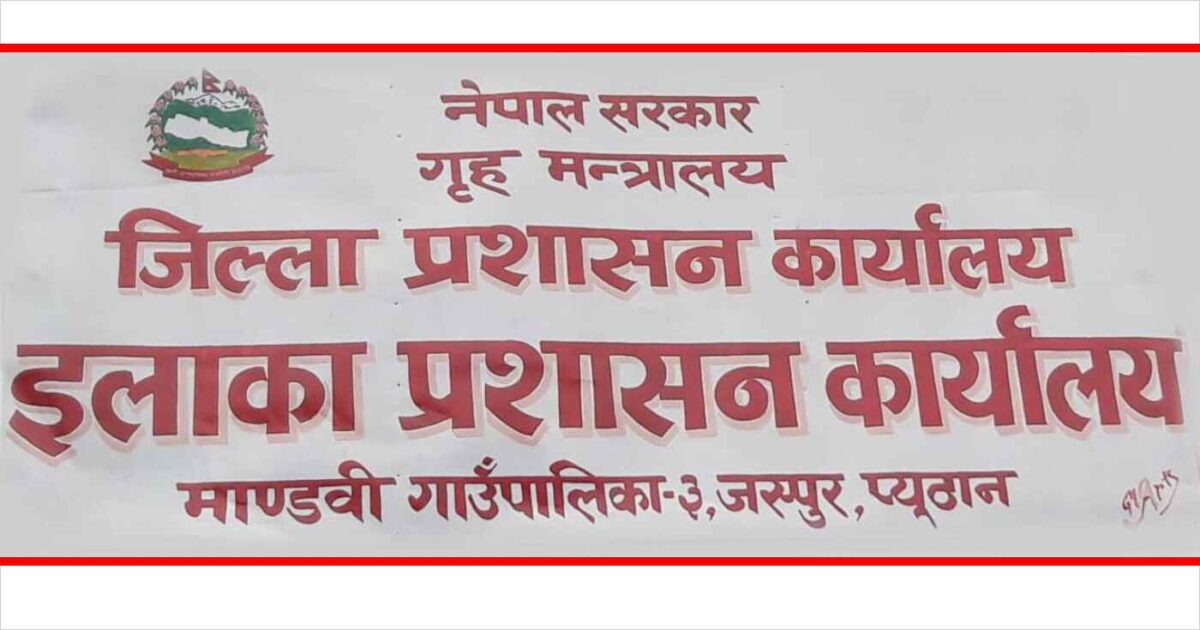 नेपाल सरकार
गृह मन्त्रालय
जिल्ला प्रशासन कार्यालय
इलाका प्रशासन कार्यालय
माण्डवी गाउँपालिका-३, जस्पुर, प्यूठान